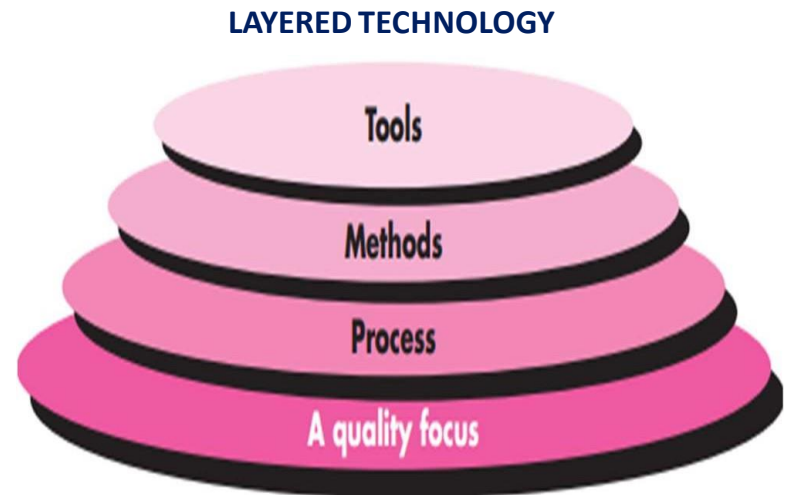 LAYERED TECHNOLOGY
Tools
Methods
Process
A quality focus